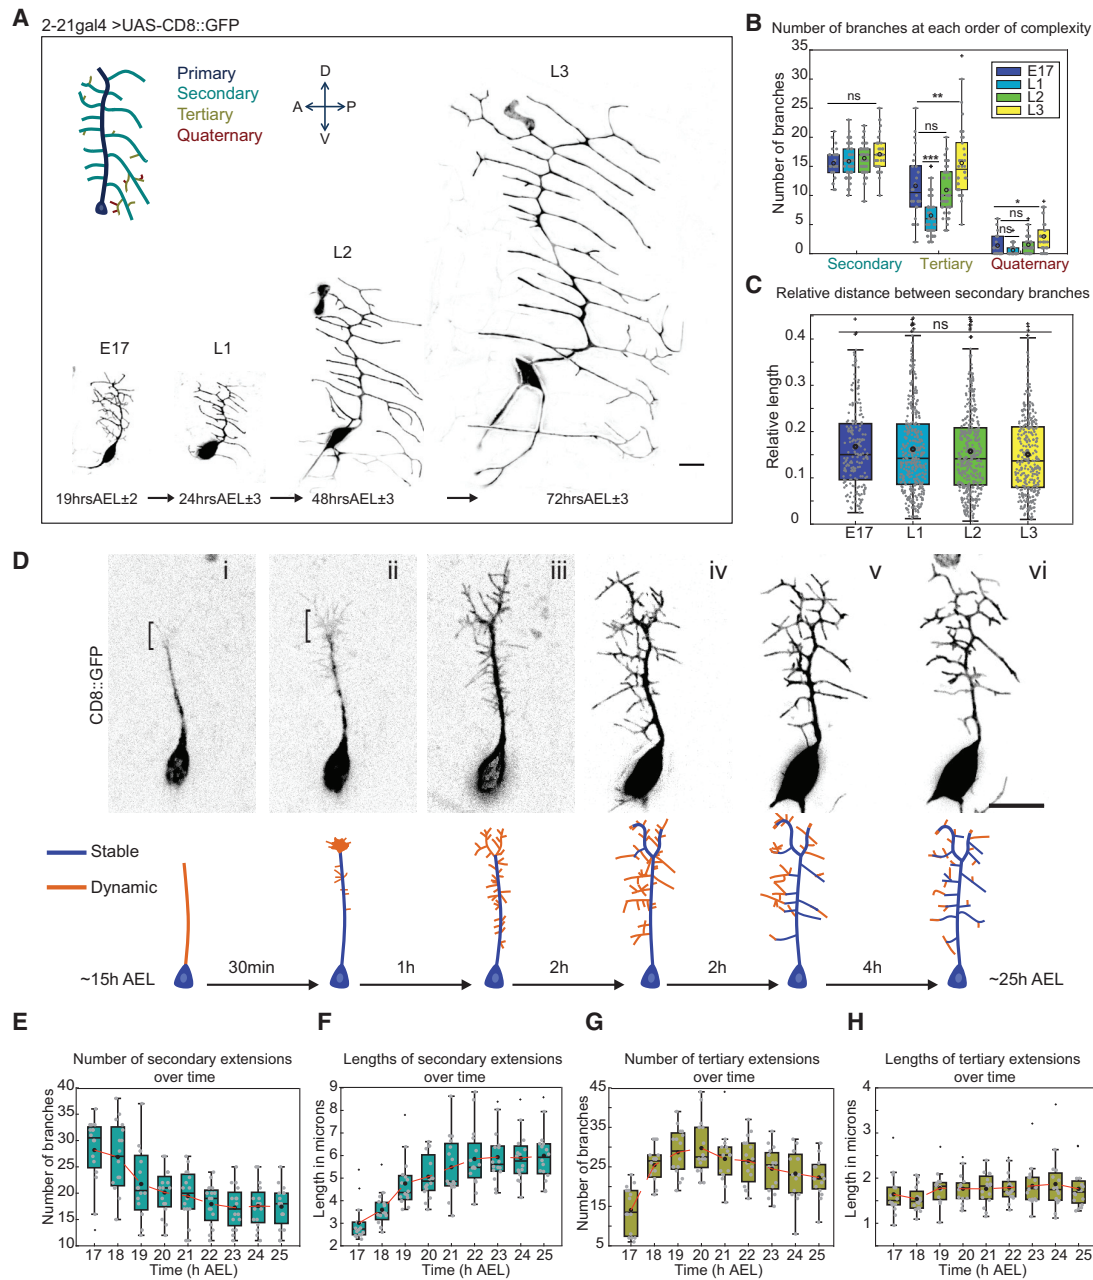 A
2-21gal4 >UAS-CD8::GFP
Primary
Secondary
Tertiary
Quaternary
D
A
P
V
E17
L1
L2
L3
19hrsAEL±2
24hrsAEL±3
48hrsAEL±3
72hrsAEL±3
B
Number of branches at each order of complexity
Number of branches
35
30
25
20
15
10
5
0
ns
ns
***
**
ns
ns
*
E17
L1
L2
L3
Secondary
Tertiary
Quaternary
C
Relative distance between secondary branches
Relative length
0.4
0.3
0.2
0.1
0
ns
E17
L1
L2
L3
D
CD8::GFP
i
ii
iii
iv
v
vi
Stable
Dynamic
~15h AEL
30min
1h
2h
2h
4h
~25h AEL
E
Number of secondary extensions
over time
Number of branches
40
35
30
25
20
15
10
17 18 19 20 21 22 23 24 25
Time (h AEL)
F
Lengths of secondary extensions
over time
Length in microns
9
8
7
6
5
4
3
2
17 18 19 20 21 22 23 24 25
Time (h AEL)
G
Number of tertiary extensions
over time
Number of branches
45
35
25
15
5
17 18 19 20 21 22 23 24 25
Time (h AEL)
H
Lengths of tertiary extensions
over time
Length in microns
4
3
2
1
17 18 19 20 21 22 23 24 25
Time (h AEL)